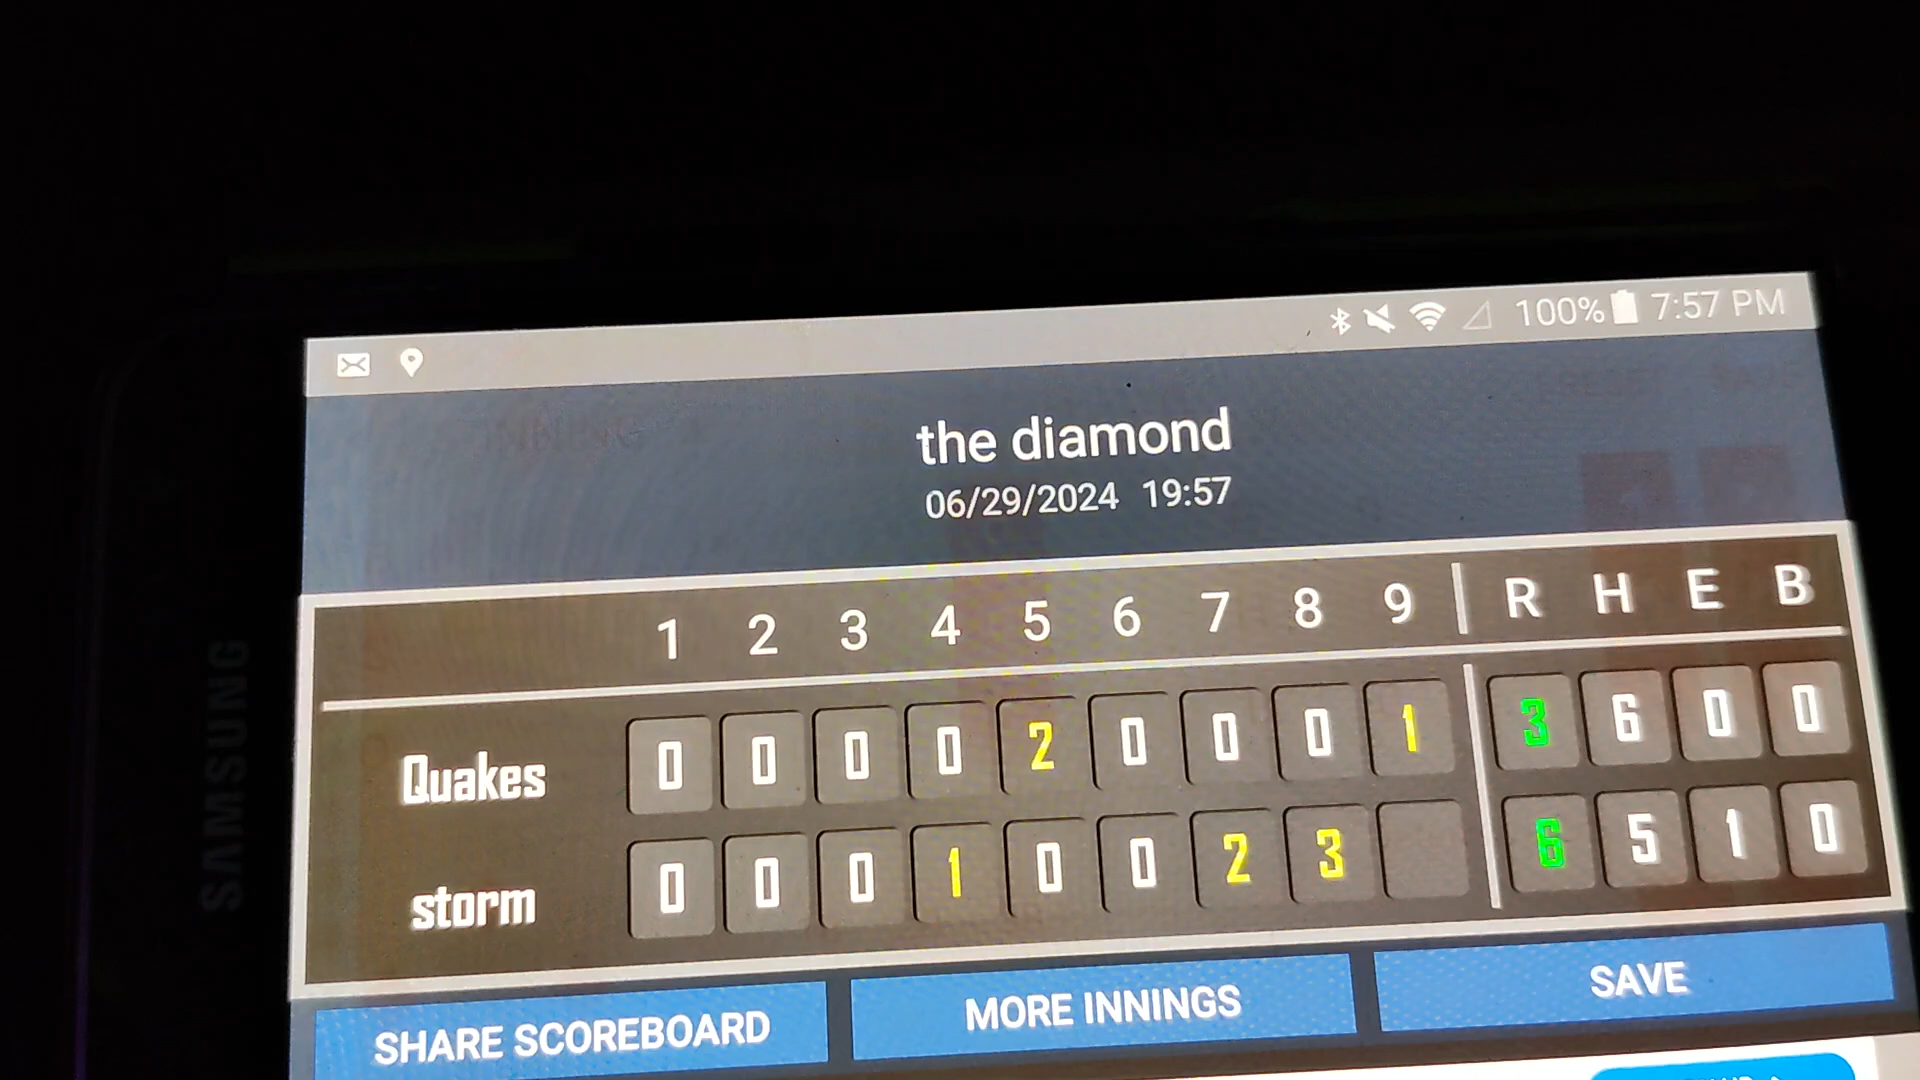 100% 7:57 PM
the diamond
06/29/2024 19:57
1 2 3 4 5 6 7 8 9 R H E B
Quakes 0 0 0 0 2 0 0 0 1 3 6 0 0
storm 0 0 0 1 0 0 2 3 6 5 1 0
SHARE SCOREBOARD MORE INNINGS SAVE
SAMSUNG